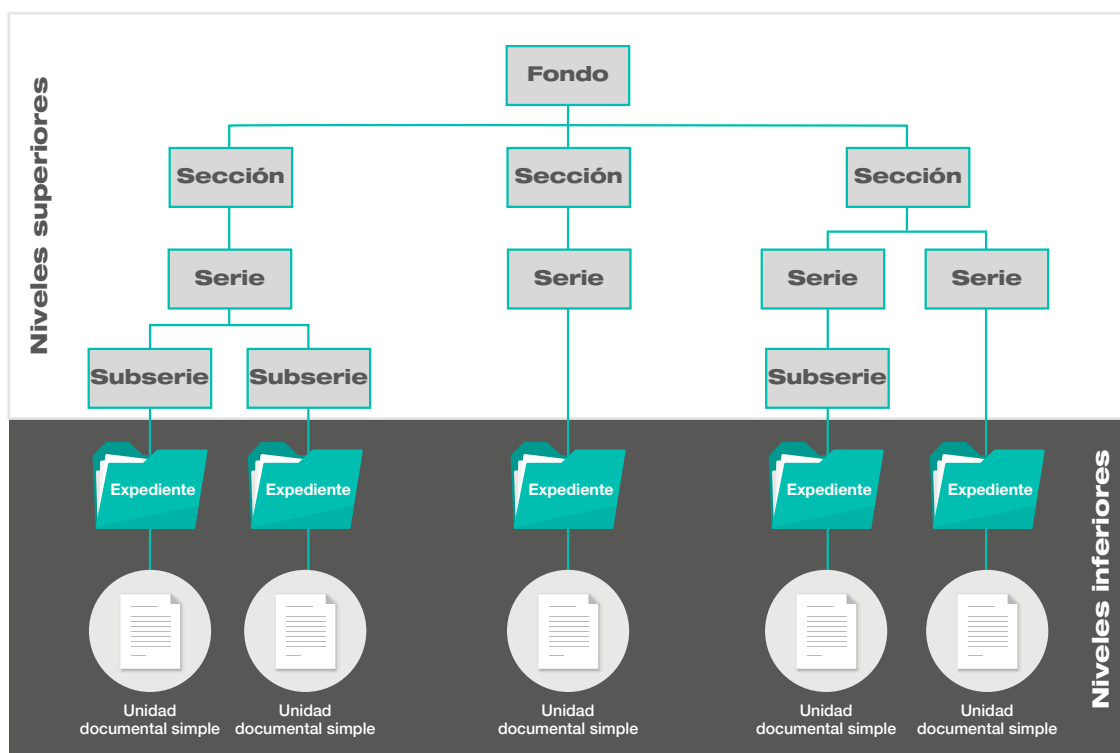 Niveles superiores
Fondo
Sección
Sección
Sección
Serie
Serie
Serie
Serie
Subserie
Subserie
Subserie
Niveles inferiores
Expediente
Expediente
Expediente
Expediente
Expediente
Unidad
documental simple
Unidad
documental simple
Unidad
documental simple
Unidad
documental simple
Unidad
documental simple